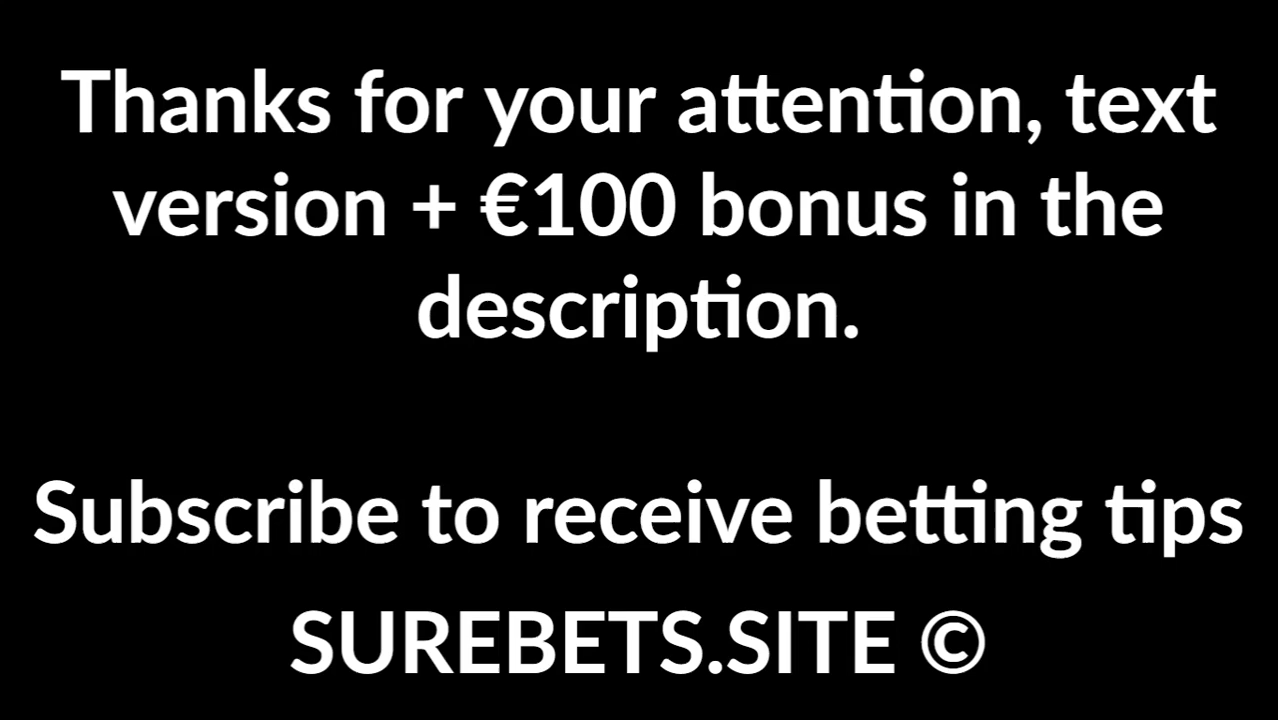 Thanks for your attention, text
version + €100 bonus in the
description.
Subscribe to receive betting tips
SUREBETS.SITE ©